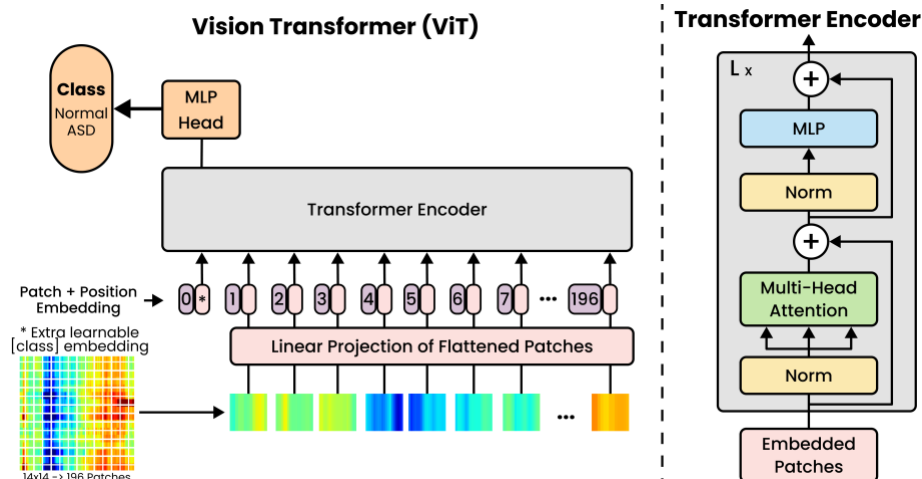 Vision Transformer (ViT)
Class
Normal
ASD
MLP
Head
Transformer Encoder
Patch + Position
Embedding
0 * 1 2 3 4 5 6 7 ... 196
* Extra learnable
[class] embedding
Linear Projection of Flattened Patches
...
14x14 -> 196 Patches
Transformer Encoder
L x
+
MLP
Norm
+
Multi-Head
Attention
Norm
Embedded
Patches